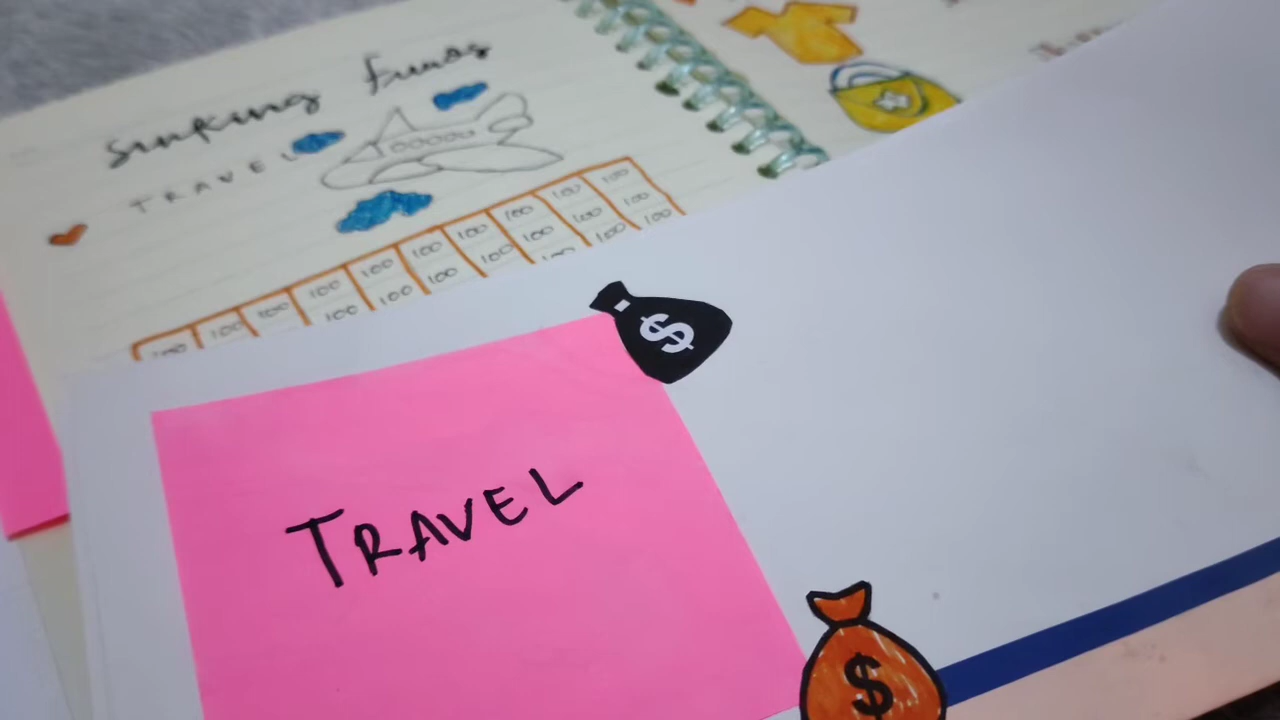 Sinking Funds
TRAVEL
100 100 100 100 100 100 100 100 100 100
100 100 100 100 100 100 100
100 100
$
TRAVEL
$